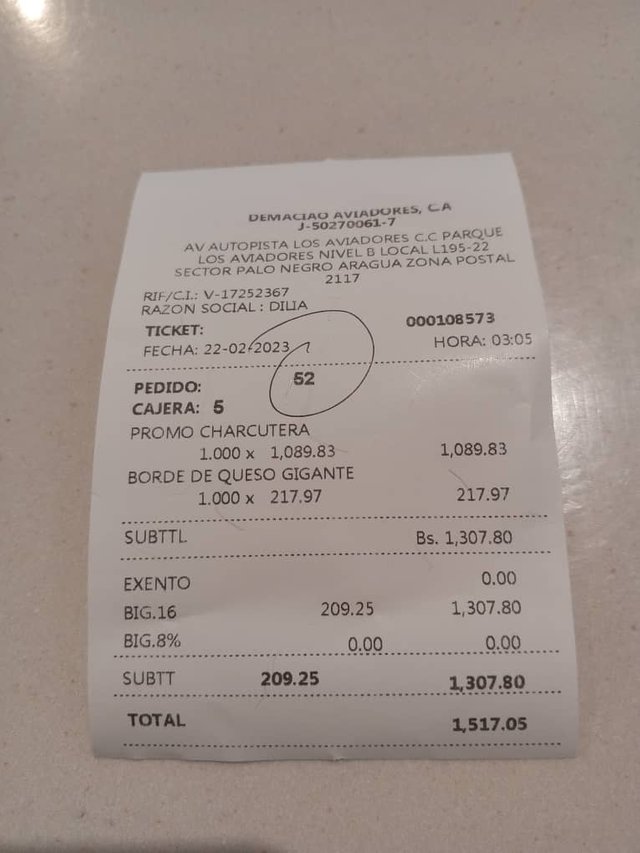 DEMACIAO AVIADORES, C.A
J-50270061-7
AV AUTOPISTA LOS AVIADORES C.C PARQUE
LOS AVIADORES NIVEL B LOCAL L195-22
SECTOR PALO NEGRO ARAGUA ZONA POSTAL
2117
RIF/C.I.: V-17252367
RAZON SOCIAL : DILIA
TICKET: 000108573
FECHA: 22-02-2023 HORA: 03:05
PEDIDO: 52
CAJERA: 5
PROMO CHARCUTERA
1.000 x 1,089.83 1,089.83
BORDE DE QUESO GIGANTE
1.000 x 217.97 217.97
SUBTTL Bs. 1,307.80
EXENTO 0.00
BIG.16 209.25 1,307.80
BIG.8% 0.00 0.00
SUBTT 209.25 1,307.80
TOTAL 1,517.05